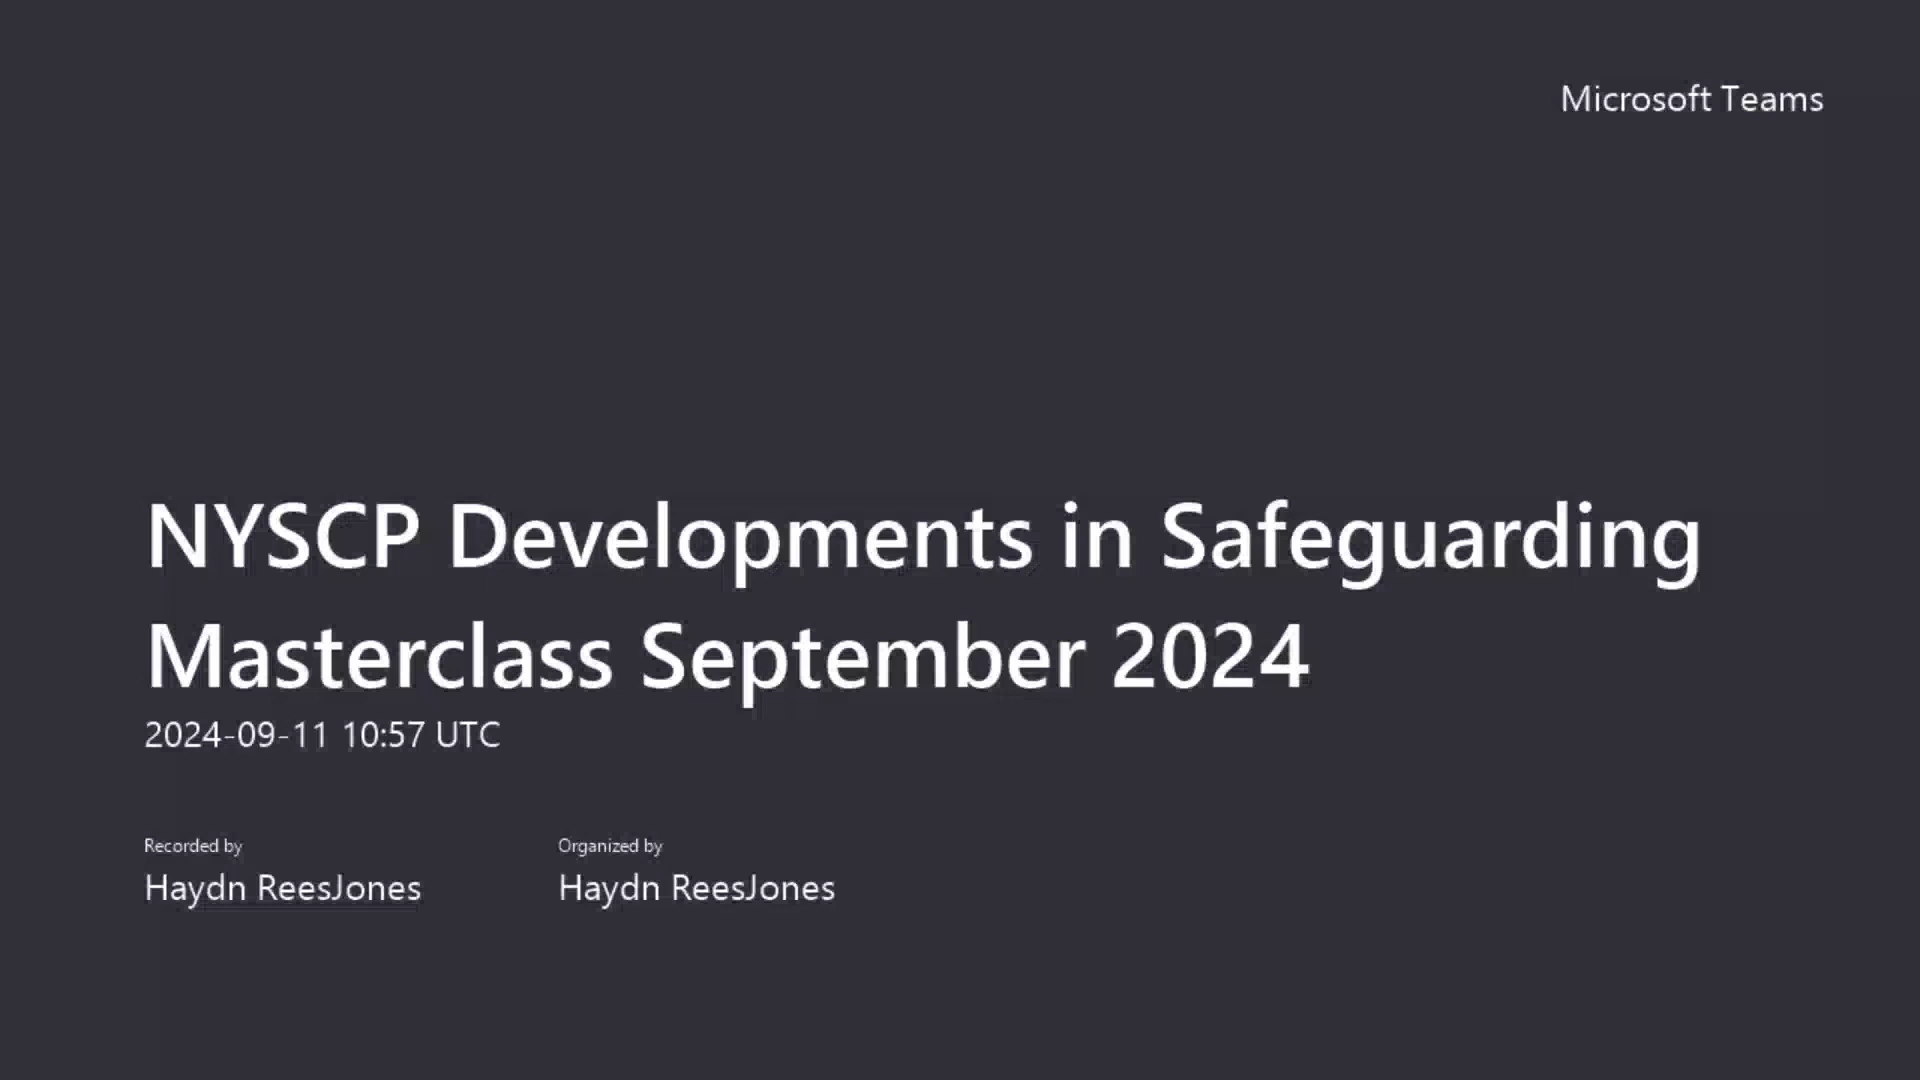 Microsoft Teams
NYSCP Developments in Safeguarding
Masterclass September 2024
2024-09-11 10:57 UTC
Recorded by
Organized by
Haydn ReesJones
Haydn ReesJones